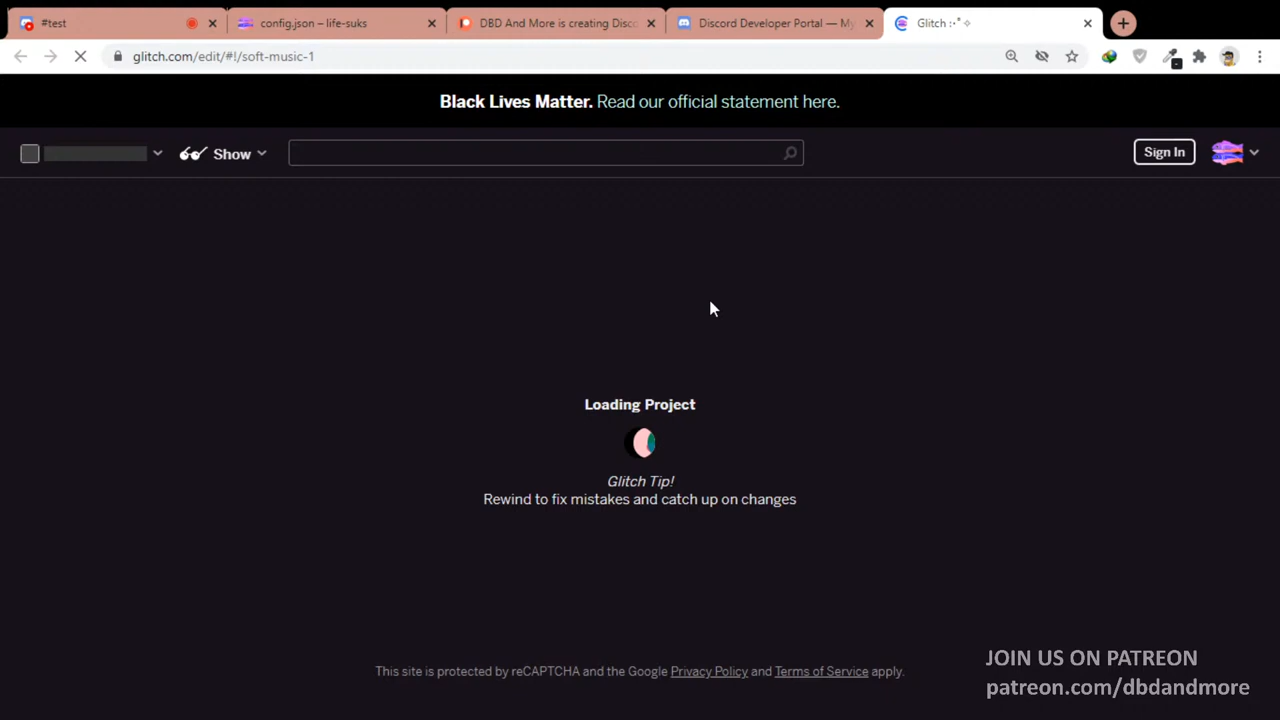 #test
config.json – life-suks
DBD And More is creating Disco
Discord Developer Portal — My
Glitch :･ﾟ✧
glitch.com/edit/#!/soft-music-1
Black Lives Matter. Read our official statement here.
Show
Sign In
Loading Project
Glitch Tip!
Rewind to fix mistakes and catch up on changes
This site is protected by reCAPTCHA and the Google Privacy Policy and Terms of Service apply.
JOIN US ON PATREON
patreon.com/dbdandmore